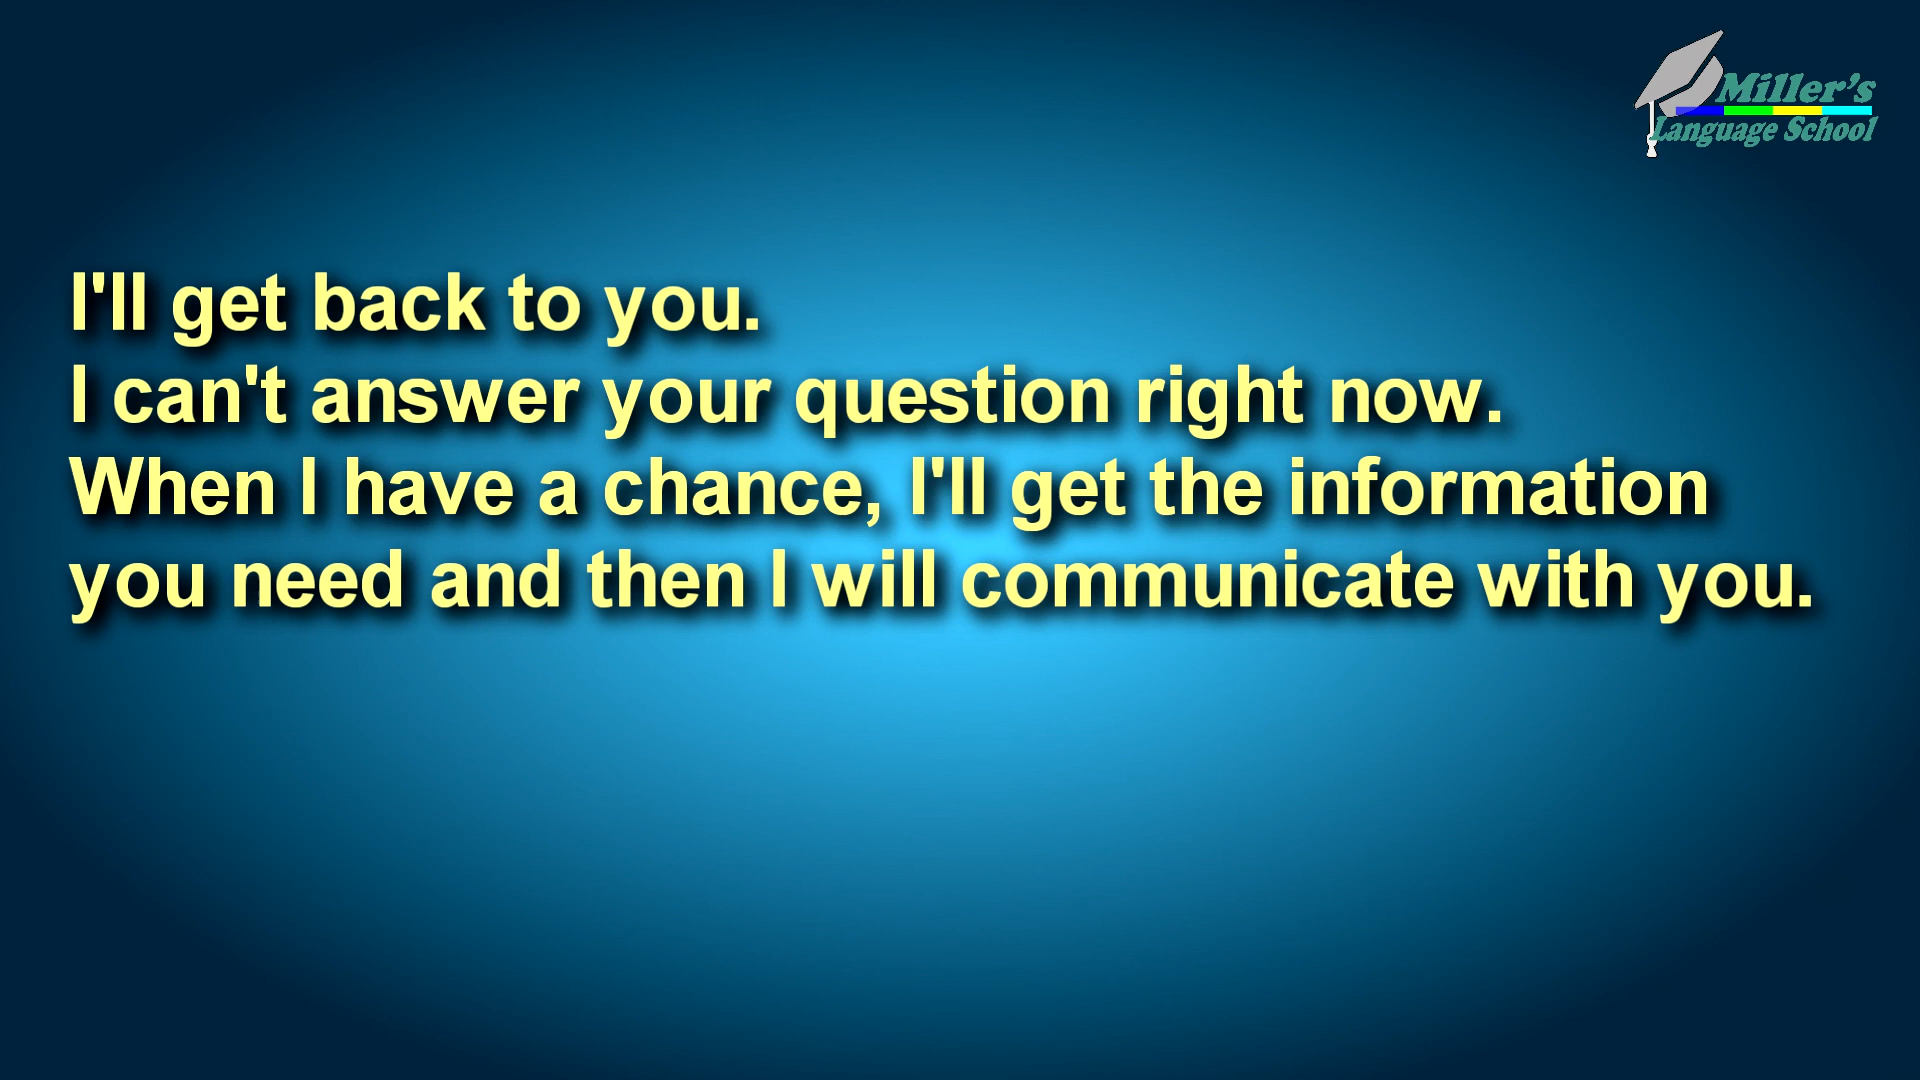 Miller's
Language School
I'll get back to you.
I can't answer your question right now.
When I have a chance, I'll get the information
you need and then I will communicate with you.